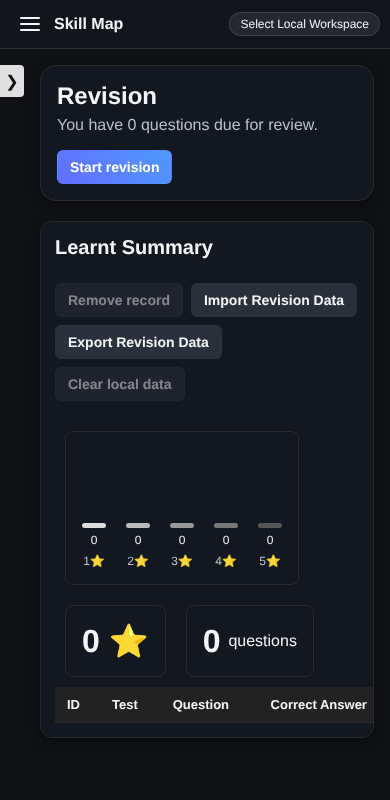 Skill Map
Select Local Workspace
❯
Revision
You have 0 questions due for review.
Start revision
Learnt Summary
Remove record
Import Revision Data
Export Revision Data
Clear local data
0 0 0 0 0
1⭐ 2⭐ 3⭐ 4⭐ 5⭐
0 ⭐
0 questions
ID Test Question Correct Answer